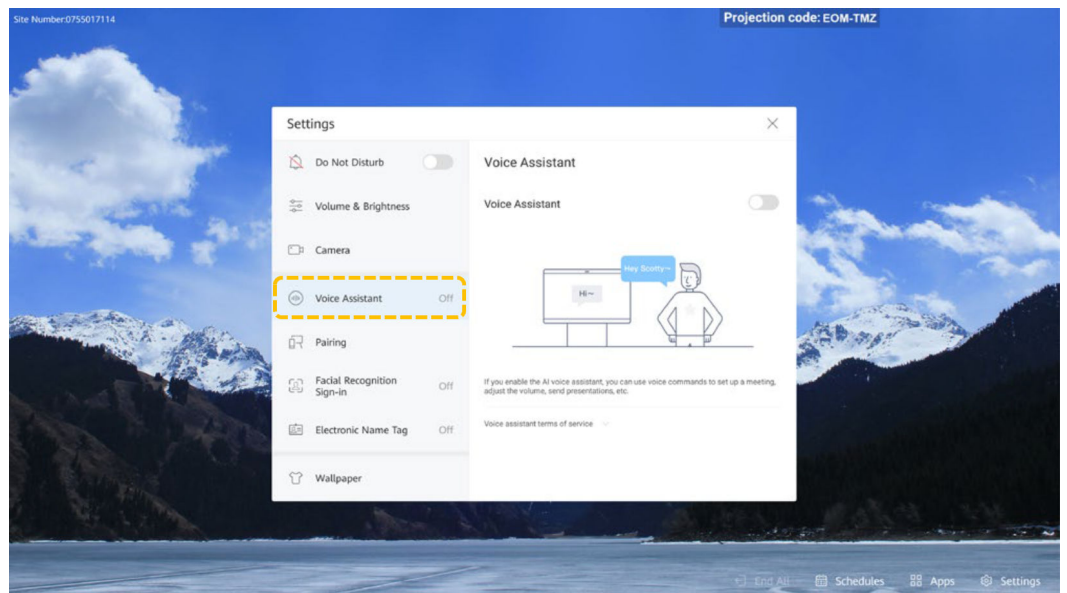 Site Number:0755017114
Projection code: EOM-TMZ
Settings
Do Not Disturb
Volume & Brightness
Camera
Voice Assistant Off
Pairing
Facial Recognition
Sign-in Off
Electronic Name Tag Off
Wallpaper
Voice Assistant
Voice Assistant
Hey Scotty~
Hi~
If you enable the AI voice assistant, you can use voice commands to set up a meeting,
adjust the volume, send presentations, etc.
Voice assistant terms of service
End All Schedules Apps Settings